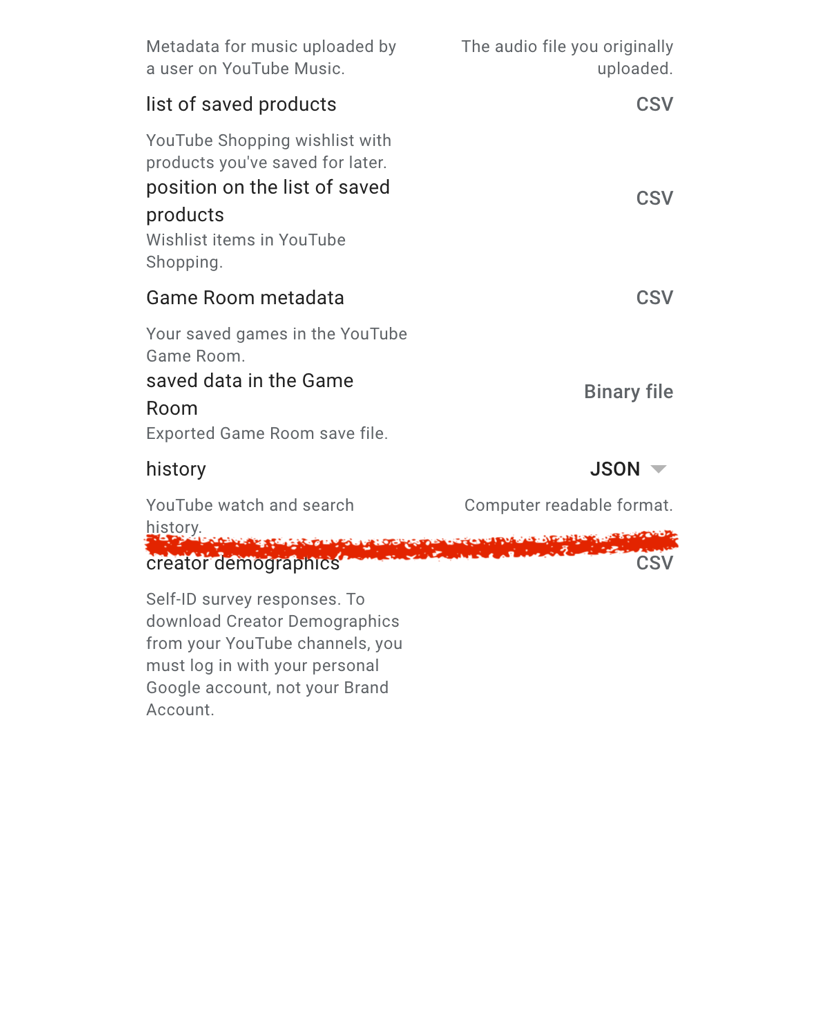 Metadata for music uploaded by
a user on YouTube Music.
The audio file you originally
uploaded.
list of saved products
CSV
YouTube Shopping wishlist with
products you've saved for later.
position on the list of saved
products
CSV
Wishlist items in YouTube
Shopping.
Game Room metadata
CSV
Your saved games in the YouTube
Game Room.
saved data in the Game
Room
Binary file
Exported Game Room save file.
history
JSON
YouTube watch and search
history.
Computer readable format.
creator demographics
CSV
Self-ID survey responses. To
download Creator Demographics
from your YouTube channels, you
must log in with your personal
Google account, not your Brand
Account.